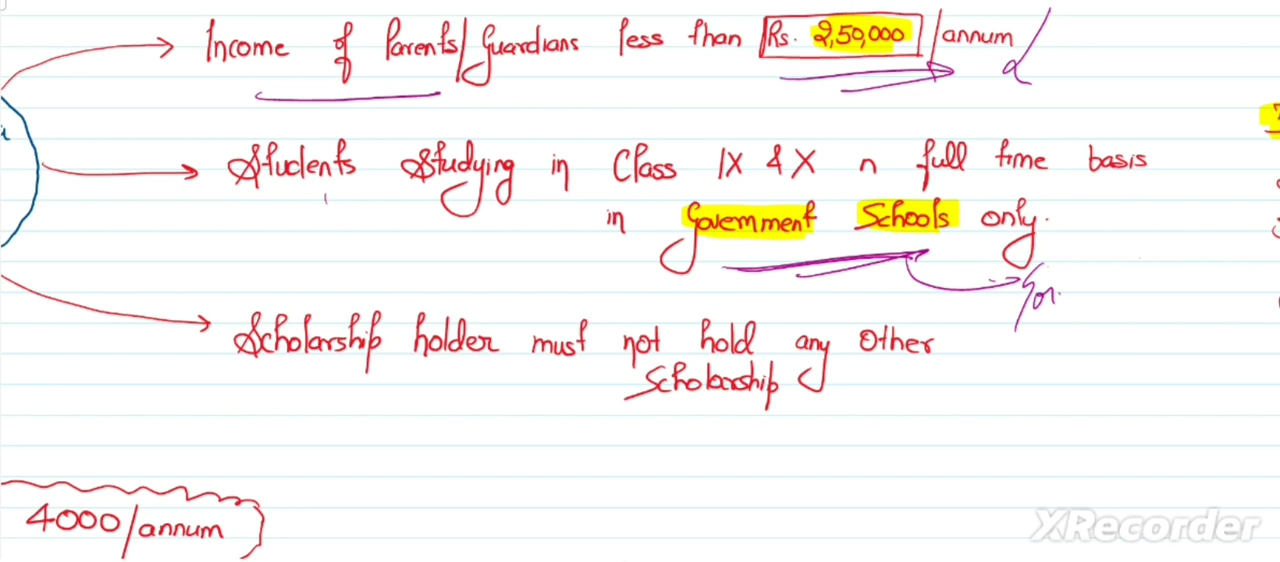 Income of Parents/Guardians less than Rs. 2,50,000 /annum
Students Studying in Class IX & X n full time basis
in Government Schools only.
Scholarship holder must not hold any other
Scholarship
4000/annum
XRecorder